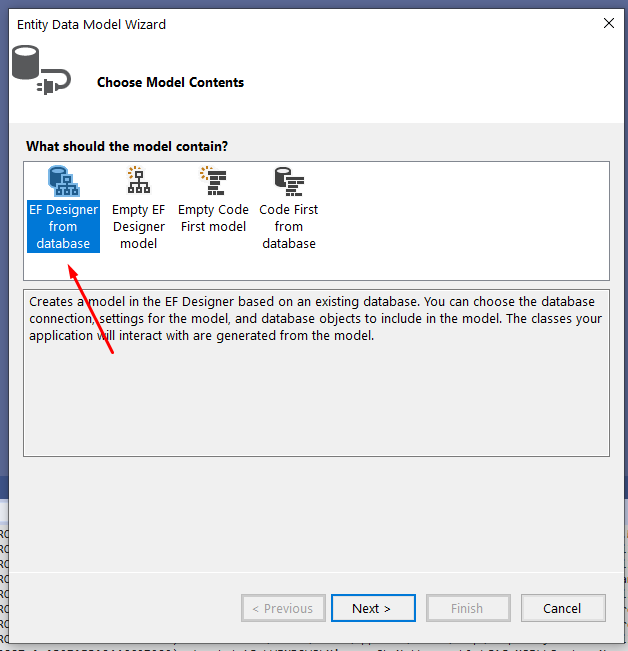 Entity Data Model Wizard
Choose Model Contents
What should the model contain?
EF Designer
from
database
Empty EF
Designer
model
Empty Code
First model
Code First
from
database
Creates a model in the EF Designer based on an existing database. You can choose the database
connection, settings for the model, and database objects to include in the model. The classes your
application will interact with are generated from the model.
< Previous
Next >
Finish
Cancel